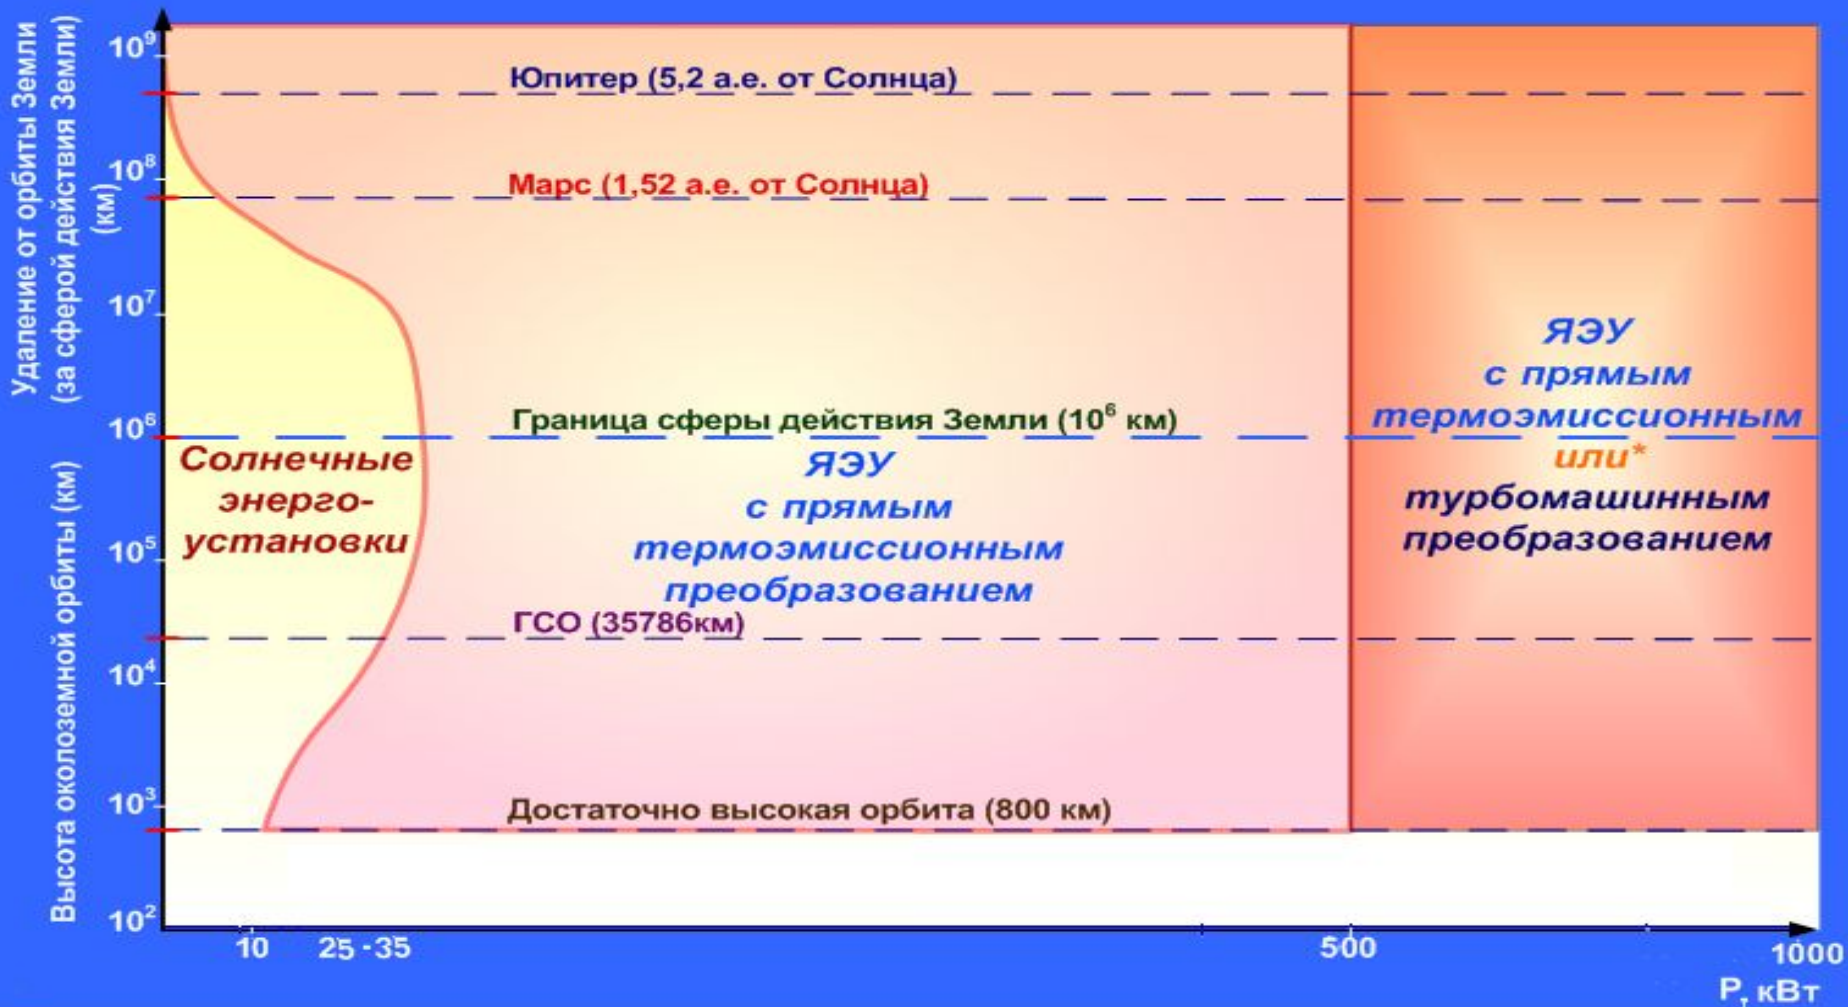 Удаление от орбиты Земли
(за сферой действия Земли)
(км)
Высота околоземной орбиты (км)
10⁹
10⁸
10⁷
10⁶
10⁵
10⁴
10³
10²
Юпитер (5,2 а.е. от Солнца)
Марс (1,52 а.е. от Солнца)
Граница сферы действия Земли (10⁶ км)
Солнечные
энерго-
установки
ЯЭУ
с прямым
термоэмиссионным
преобразованием
ЯЭУ
с прямым
термоэмиссионным
или*
турбомашинным
преобразованием
ГСО (35786км)
Достаточно высокая орбита (800 км)
10 25 -35 500 1000
Р, кВт